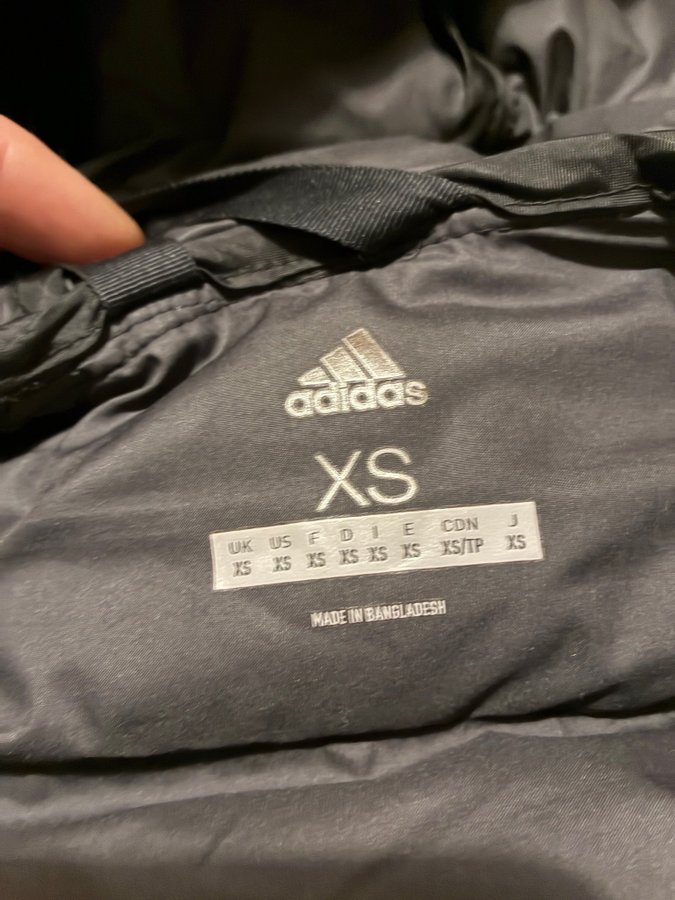 adidas
XS
UK US F D I E CDN J
XS XS XS XS XS XS XS/TP XS
MADE IN BANGLADESH